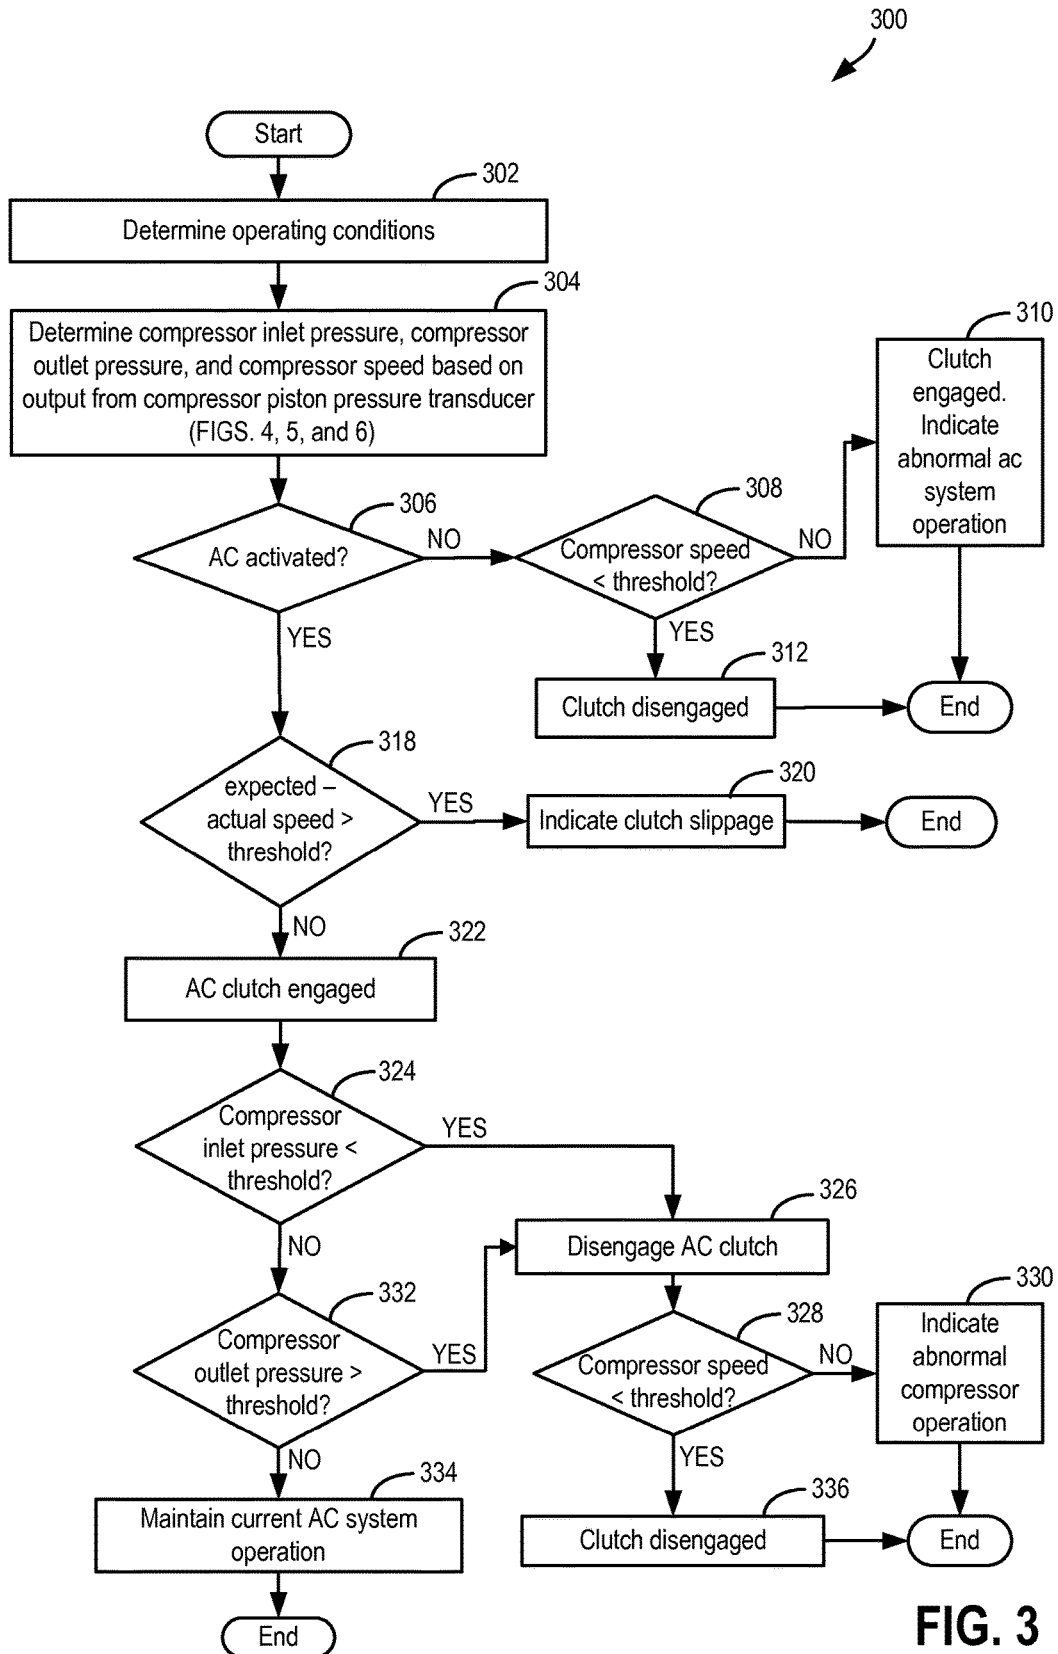 300
Start
302
Determine operating conditions
304
Determine compressor inlet pressure, compressor
outlet pressure, and compressor speed based on
output from compressor piston pressure transducer
(FIGS. 4, 5, and 6)
306
AC activated?
NO
YES
308
Compressor speed
< threshold?
NO
YES
310
Clutch
engaged.
Indicate
abnormal ac
system
operation
312
Clutch disengaged
End
318
expected –
actual speed >
threshold?
YES
NO
320
Indicate clutch slippage
End
322
AC clutch engaged
324
Compressor
inlet pressure <
threshold?
YES
NO
326
Disengage AC clutch
328
Compressor speed
< threshold?
NO
YES
330
Indicate
abnormal
compressor
operation
332
Compressor
outlet pressure >
threshold?
YES
NO
334
Maintain current AC system
operation
End
336
Clutch disengaged
End
FIG. 3